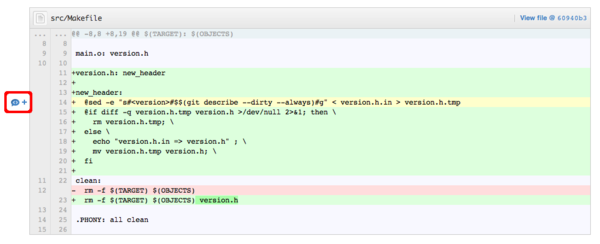 src/Makefile View file @ 60940b3
... ... @@ -8,8 +8,19 @@ $(TARGET): $(OBJECTS)
8 8
9 9 main.o: version.h
10 10
11 +version.h: new_header
12 +
13 +new_header:
14 + @sed -e "s#<version>#$$(git describe --dirty --always)#g" < version.h.in > version.h.tmp
15 + @if diff -q version.h.tmp version.h >/dev/null 2>&1; then \
16 + rm version.h.tmp; \
17 + else \
18 + echo "version.h.in => version.h" ; \
19 + mv version.h.tmp version.h; \
20 + fi
21 +
11 22 clean:
12 - rm -f $(TARGET) $(OBJECTS)
23 + rm -f $(TARGET) $(OBJECTS) version.h
13 24
14 25 .PHONY: all clean
15 26